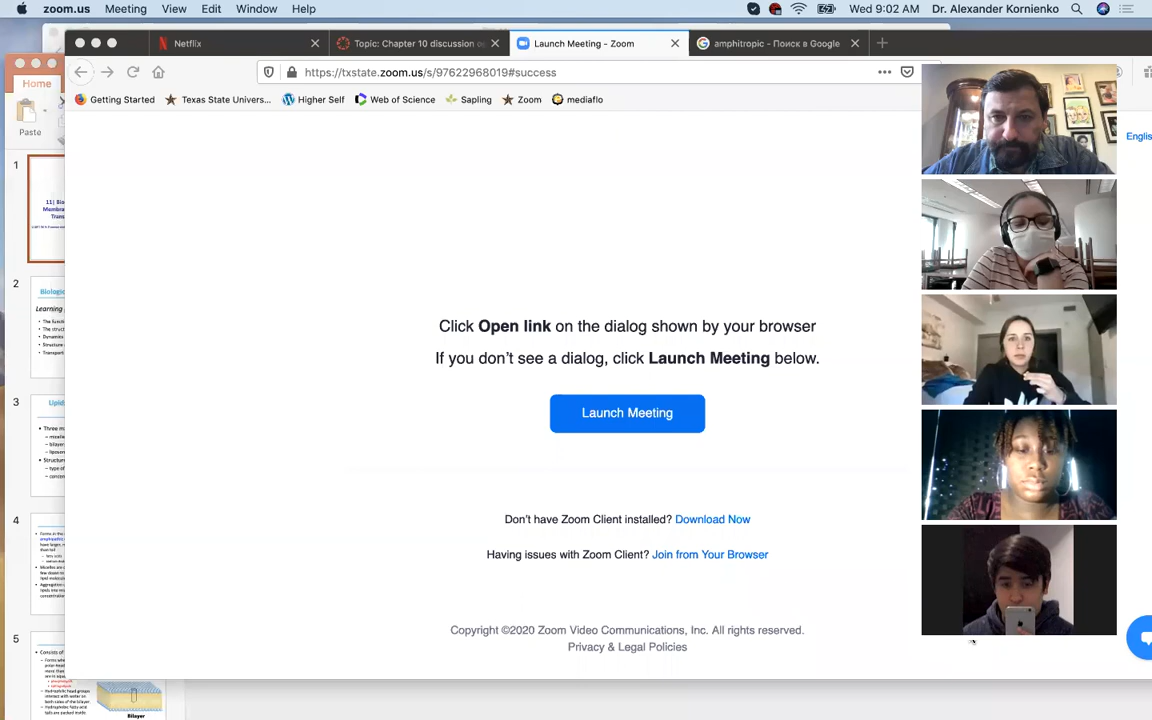 zoom.us Meeting View Edit Window Help Wed 9:02 AM Dr. Alexander Kornienko
Netflix Topic: Chapter 10 discussion Launch Meeting - Zoom amphitropic - Поиск в Google
https://txstate.zoom.us/s/97622968019#success
Getting Started Texas State Univers... Higher Self Web of Science Sapling Zoom mediaflo
Home
Paste
Click Open link on the dialog shown by your browser
If you don't see a dialog, click Launch Meeting below.
Launch Meeting
Don't have Zoom Client installed? Download Now
Having issues with Zoom Client? Join from Your Browser
Copyright ©2020 Zoom Video Communications, Inc. All rights reserved.
Privacy & Legal Policies
Englis
1
2
3
4
5
Bilayer